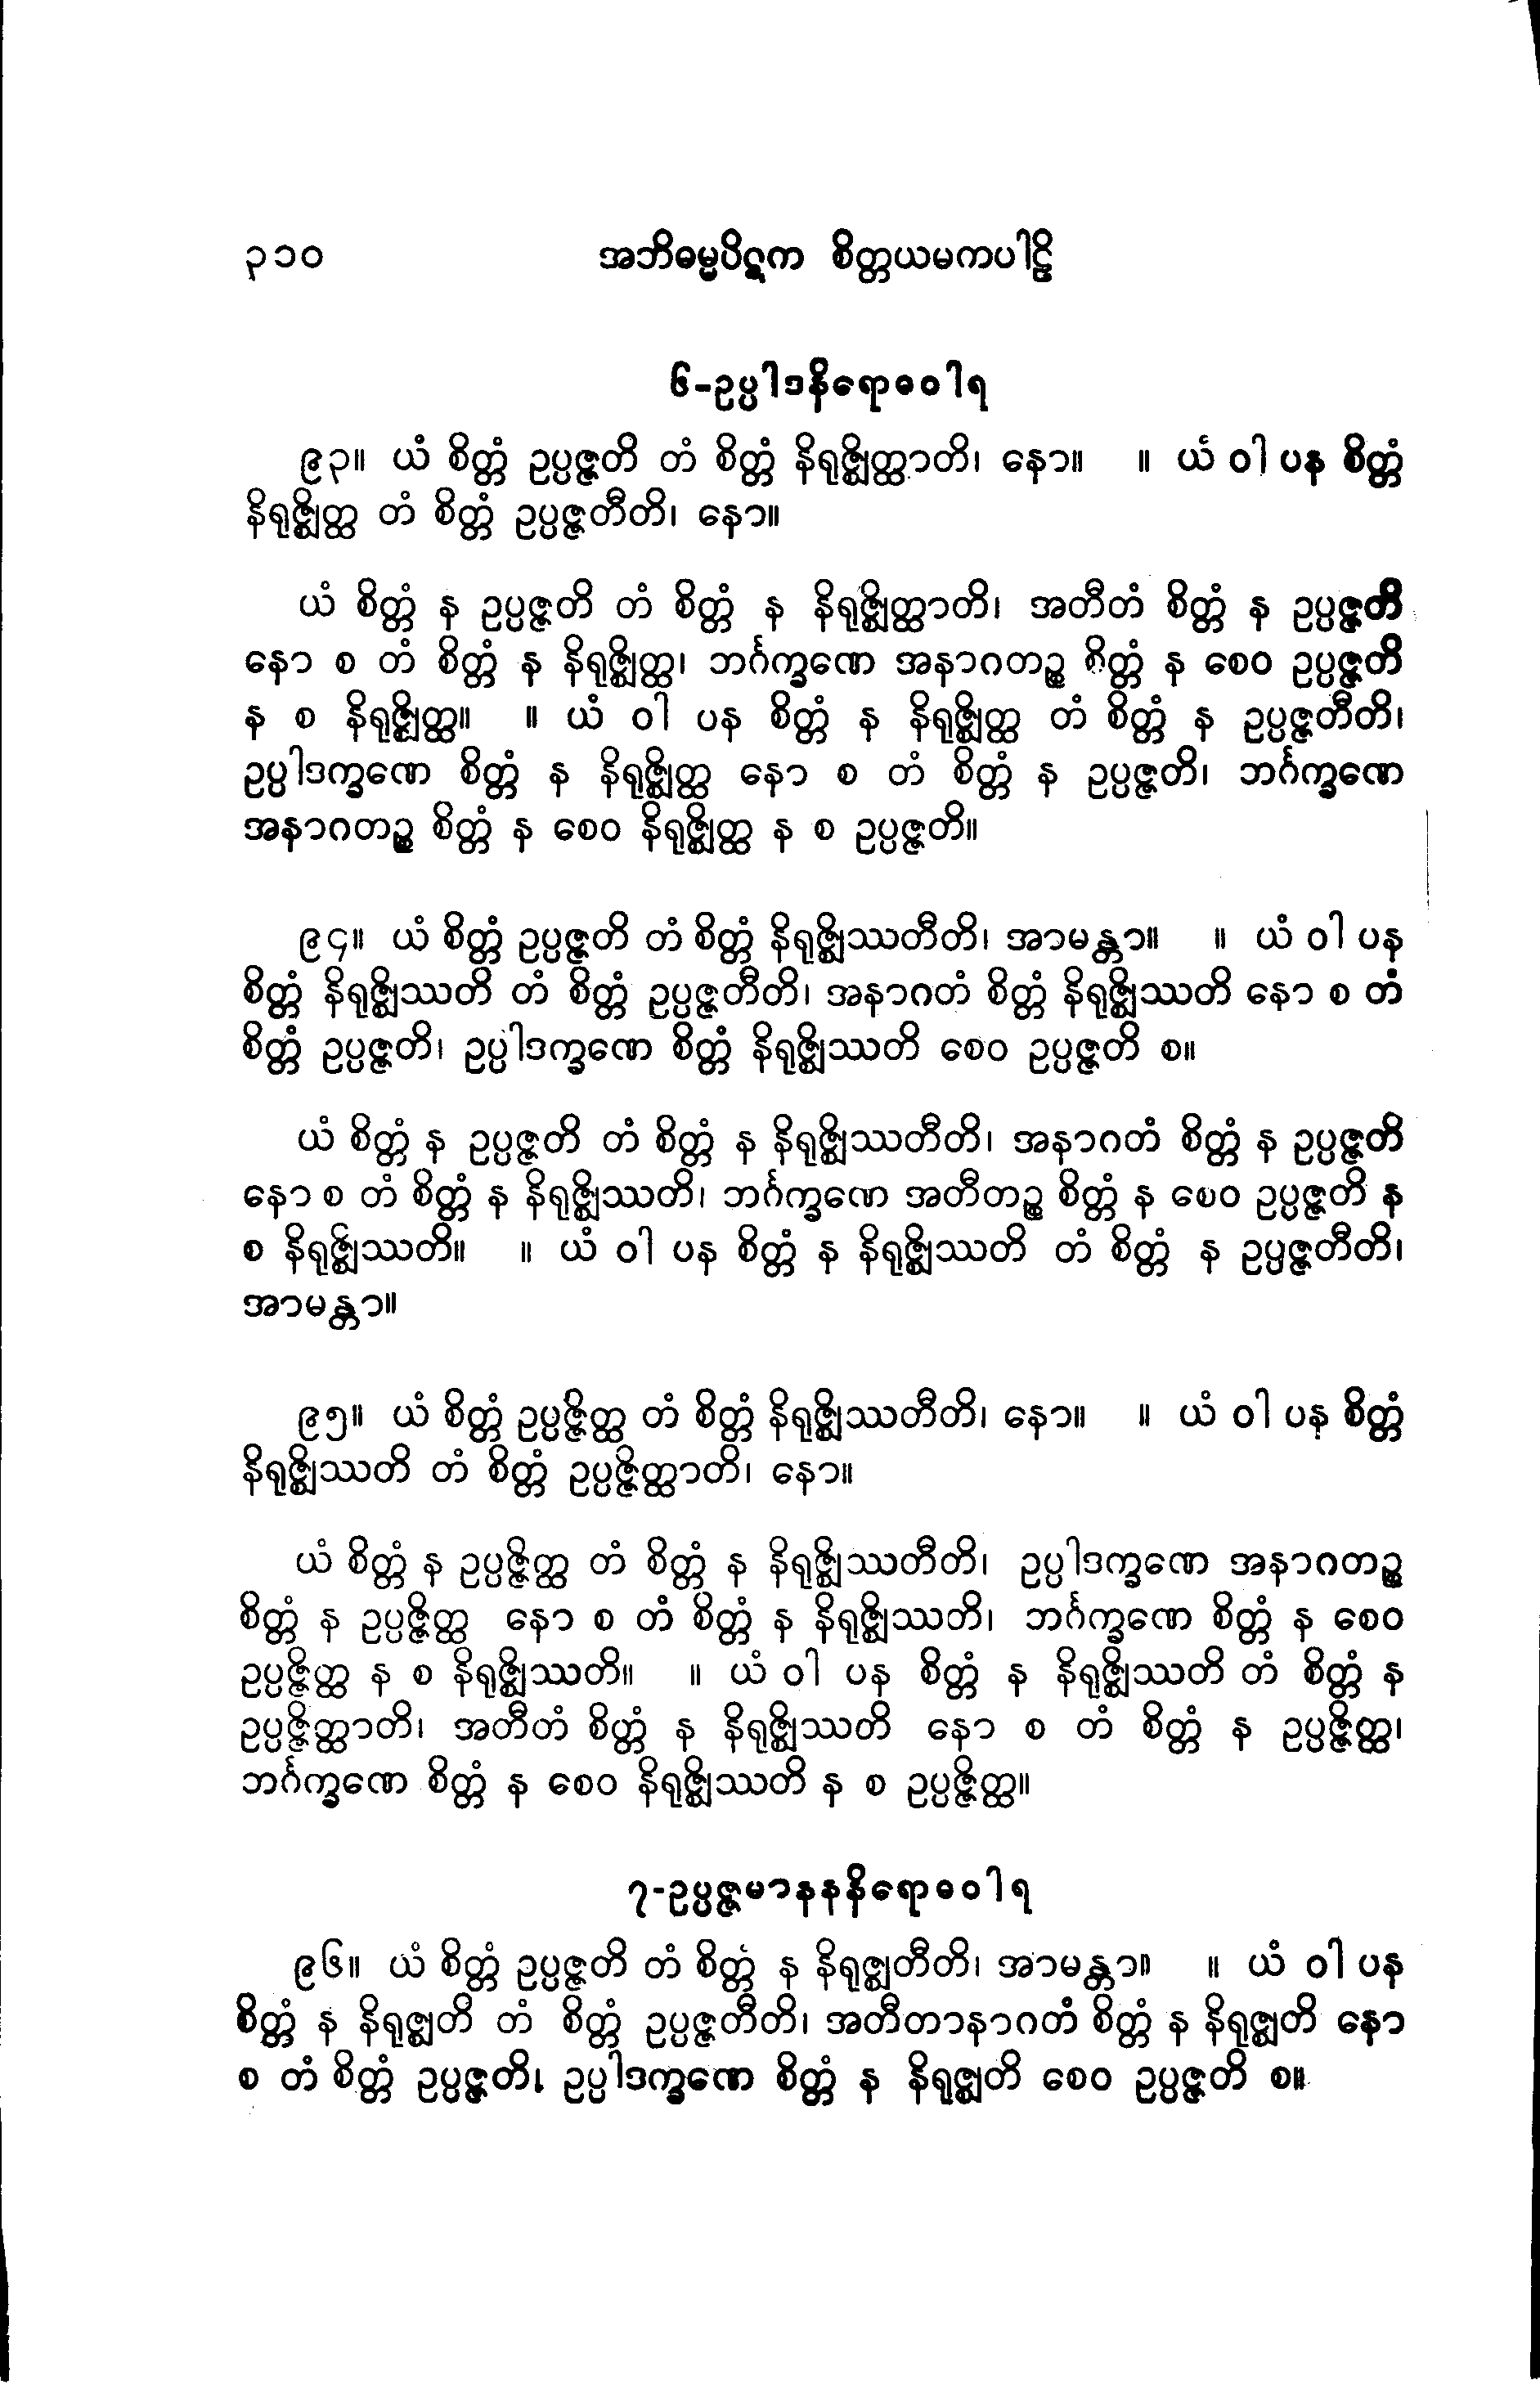 ၃၁၀ အဘိဓမ္မပိဋက စိတ္တယမကပါဠိ
၆-ဥပ္ပါဒနိရောဓဝါရ
၉၃။ ယံ စိတ္တံ ဥပ္ပဇ္ဇတိ တံ စိတ္တံ နိရုဇ္ဈိတ္ထာတိ၊ နော။ ။ ယံ ဝါ ပန စိတ္တံ
နိရုဇ္ဈိတ္ထ တံ စိတ္တံ ဥပ္ပဇ္ဇတီတိ၊ နော။
ယံ စိတ္တံ န ဥပ္ပဇ္ဇတိ တံ စိတ္တံ န နိရုဇ္ဈိတ္ထာတိ၊ အတီတံ စိတ္တံ န ဥပ္ပဇ္ဇတိ
နော စ တံ စိတ္တံ န နိရုဇ္ဈိတ္ထ၊ ဘင်္ဂက္ခဏေ အနာဂတဉ္စ စိတ္တံ န စေဝ ဥပ္ပဇ္ဇတိ
န စ နိရုဇ္ဈိတ္ထ။ ။ ယံ ဝါ ပန စိတ္တံ န နိရုဇ္ဈိတ္ထ တံ စိတ္တံ န ဥပ္ပဇ္ဇတီတိ၊
ဥပ္ပါဒက္ခဏေ စိတ္တံ န နိရုဇ္ဈိတ္ထ နော စ တံ စိတ္တံ န ဥပ္ပဇ္ဇတိ၊ ဘင်္ဂက္ခဏေ
အနာဂတဉ္စ စိတ္တံ န စေဝ နိရုဇ္ဈိတ္ထ န စ ဥပ္ပဇ္ဇတိ။
၉၄။ ယံ စိတ္တံ ဥပ္ပဇ္ဇတိ တံ စိတ္တံ နိရုဇ္ဈိဿတီတိ၊ အာမန္တာ။ ။ ယံ ဝါ ပန
စိတ္တံ နိရုဇ္ဈိဿတိ တံ စိတ္တံ ဥပ္ပဇ္ဇတီတိ၊ အနာဂတံ စိတ္တံ နိရုဇ္ဈိဿတိ နော စ တံ
စိတ္တံ ဥပ္ပဇ္ဇတိ၊ ဥပ္ပါဒက္ခဏေ စိတ္တံ နိရုဇ္ဈိဿတိ စေဝ ဥပ္ပဇ္ဇတိ စ။
ယံ စိတ္တံ န ဥပ္ပဇ္ဇတိ တံ စိတ္တံ န နိရုဇ္ဈိဿတီတိ၊ အနာဂတံ စိတ္တံ န ဥပ္ပဇ္ဇတိ
နော စ တံ စိတ္တံ န နိရုဇ္ဈိဿတိ၊ ဘင်္ဂက္ခဏေ အတီတဉ္စ စိတ္တံ န စေဝ ဥပ္ပဇ္ဇတိ န
စ နိရုဇ္ဈိဿတိ။ ။ ယံ ဝါ ပန စိတ္တံ န နိရုဇ္ဈိဿတိ တံ စိတ္တံ န ဥပ္ပဇ္ဇတီတိ၊
အာမန္တာ။
၉၅။ ယံ စိတ္တံ ဥပ္ပဇ္ဇိတ္ထ တံ စိတ္တံ နိရုဇ္ဈိဿတီတိ၊ နော။ ။ ယံ ဝါ ပန စိတ္တံ
နိရုဇ္ဈိဿတိ တံ စိတ္တံ ဥပ္ပဇ္ဇိတ္ထာတိ၊ နော။
ယံ စိတ္တံ န ဥပ္ပဇ္ဇိတ္ထ တံ စိတ္တံ န နိရုဇ္ဈိဿတီတိ၊ ဥပ္ပါဒက္ခဏေ အနာဂတဉ္စ
စိတ္တံ န ဥပ္ပဇ္ဇိတ္ထ နော စ တံ စိတ္တံ န နိရုဇ္ဈိဿတိ၊ ဘင်္ဂက္ခဏေ စိတ္တံ န စေဝ
ဥပ္ပဇ္ဇိတ္ထ န စ နိရုဇ္ဈိဿတိ။ ။ ယံ ဝါ ပန စိတ္တံ န နိရုဇ္ဈိဿတိ တံ စိတ္တံ န
ဥပ္ပဇ္ဇိတ္ထာတိ၊ အတီတံ စိတ္တံ န နိရုဇ္ဈိဿတိ နော စ တံ စိတ္တံ န ဥပ္ပဇ္ဇိတ္ထ၊
ဘင်္ဂက္ခဏေ စိတ္တံ န စေဝ နိရုဇ္ဈိဿတိ န စ ဥပ္ပဇ္ဇိတ္ထ။
၇-ဥပ္ပဇ္ဇမာနနနိရောဓဝါရ
၉၆။ ယံ စိတ္တံ ဥပ္ပဇ္ဇတိ တံ စိတ္တံ န နိရုဇ္ဈတီတိ၊ အာမန္တာ။ ။ ယံ ဝါ ပန
စိတ္တံ န နိရုဇ္ဈတိ တံ စိတ္တံ ဥပ္ပဇ္ဇတီတိ၊ အတီတာနာဂတံ စိတ္တံ န နိရုဇ္ဈတိ နော
စ တံ စိတ္တံ ဥပ္ပဇ္ဇတိ၊ ဥပ္ပါဒက္ခဏေ စိတ္တံ န နိရုဇ္ဈတိ စေဝ ဥပ္ပဇ္ဇတိ စ။